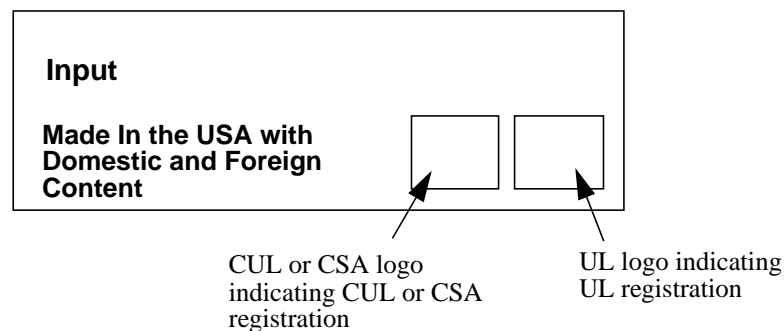 Input
Made In the USA with
Domestic and Foreign
Content
CUL or CSA logo
indicating CUL or CSA
registration
UL logo indicating
UL registration